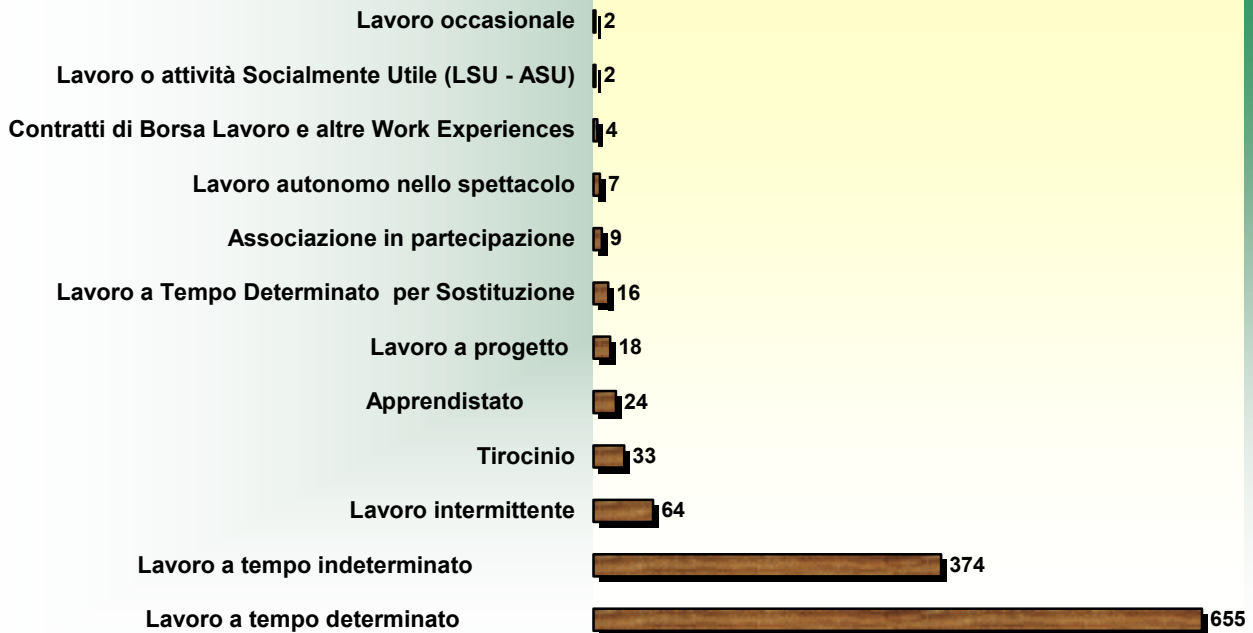 Lavoro occasionale 2
Lavoro o attività Socialmente Utile (LSU - ASU) 2
Contratti di Borsa Lavoro e altre Work Experiences 4
Lavoro autonomo nello spettacolo 7
Associazione in partecipazione 9
Lavoro a Tempo Determinato per Sostituzione 16
Lavoro a progetto 18
Apprendistato 24
Tirocinio 33
Lavoro intermittente 64
Lavoro a tempo indeterminato 374
Lavoro a tempo determinato 655